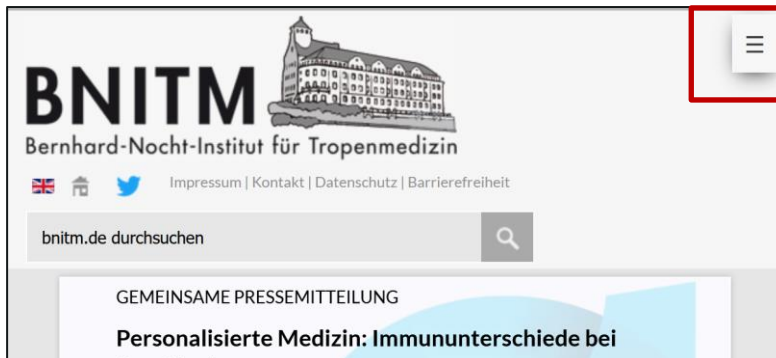 BNITM
Bernhard-Nocht-Institut für Tropenmedizin
Impressum | Kontakt | Datenschutz | Barrierefreiheit
bnitm.de durchsuchen
GEMEINSAME PRESSEMITTEILUNG
Personalisierte Medizin: Immununterschiede bei